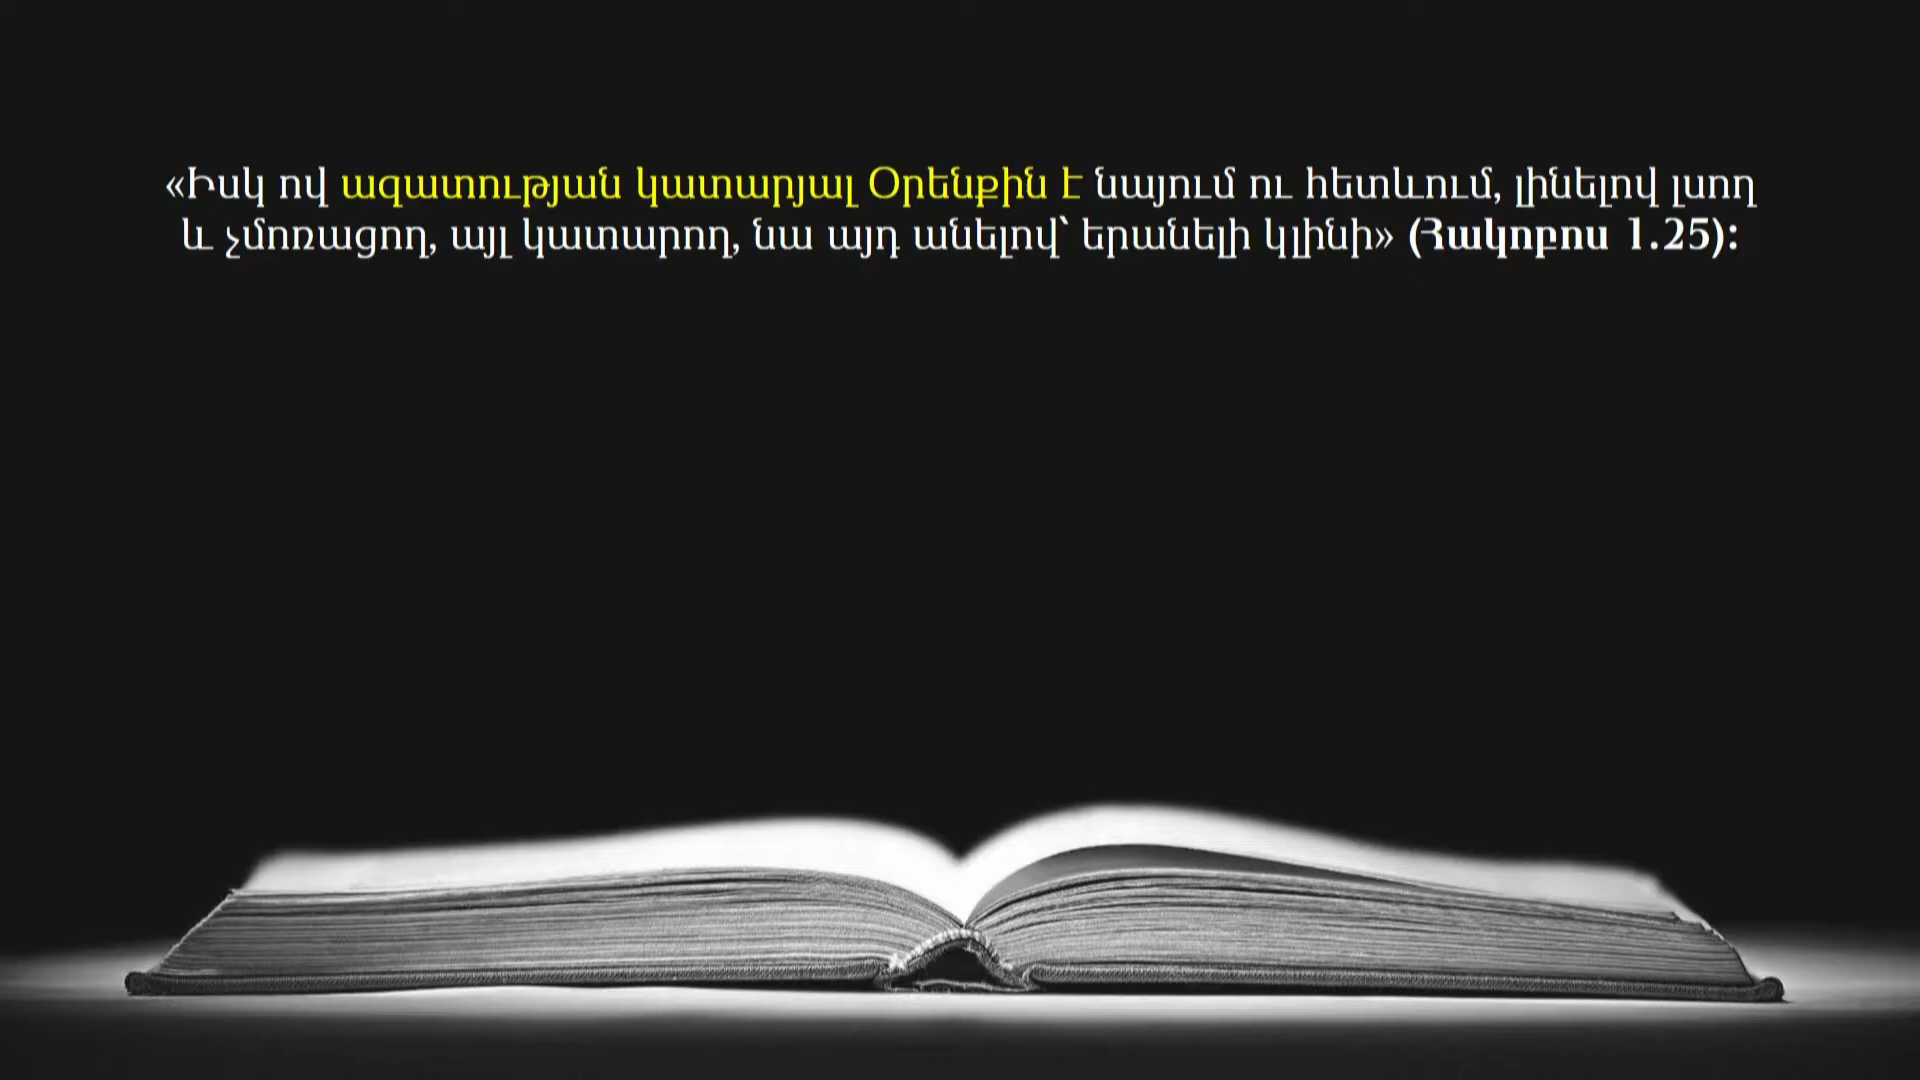 «Իսկ ով ազատության կատարյալ Օրենքին է նայում ու հետևում, լինելով լսող
և չմոռացող, այլ կատարող, նա այդ անելով՝ երանելի կլինի» (Հակոբոս 1.25):